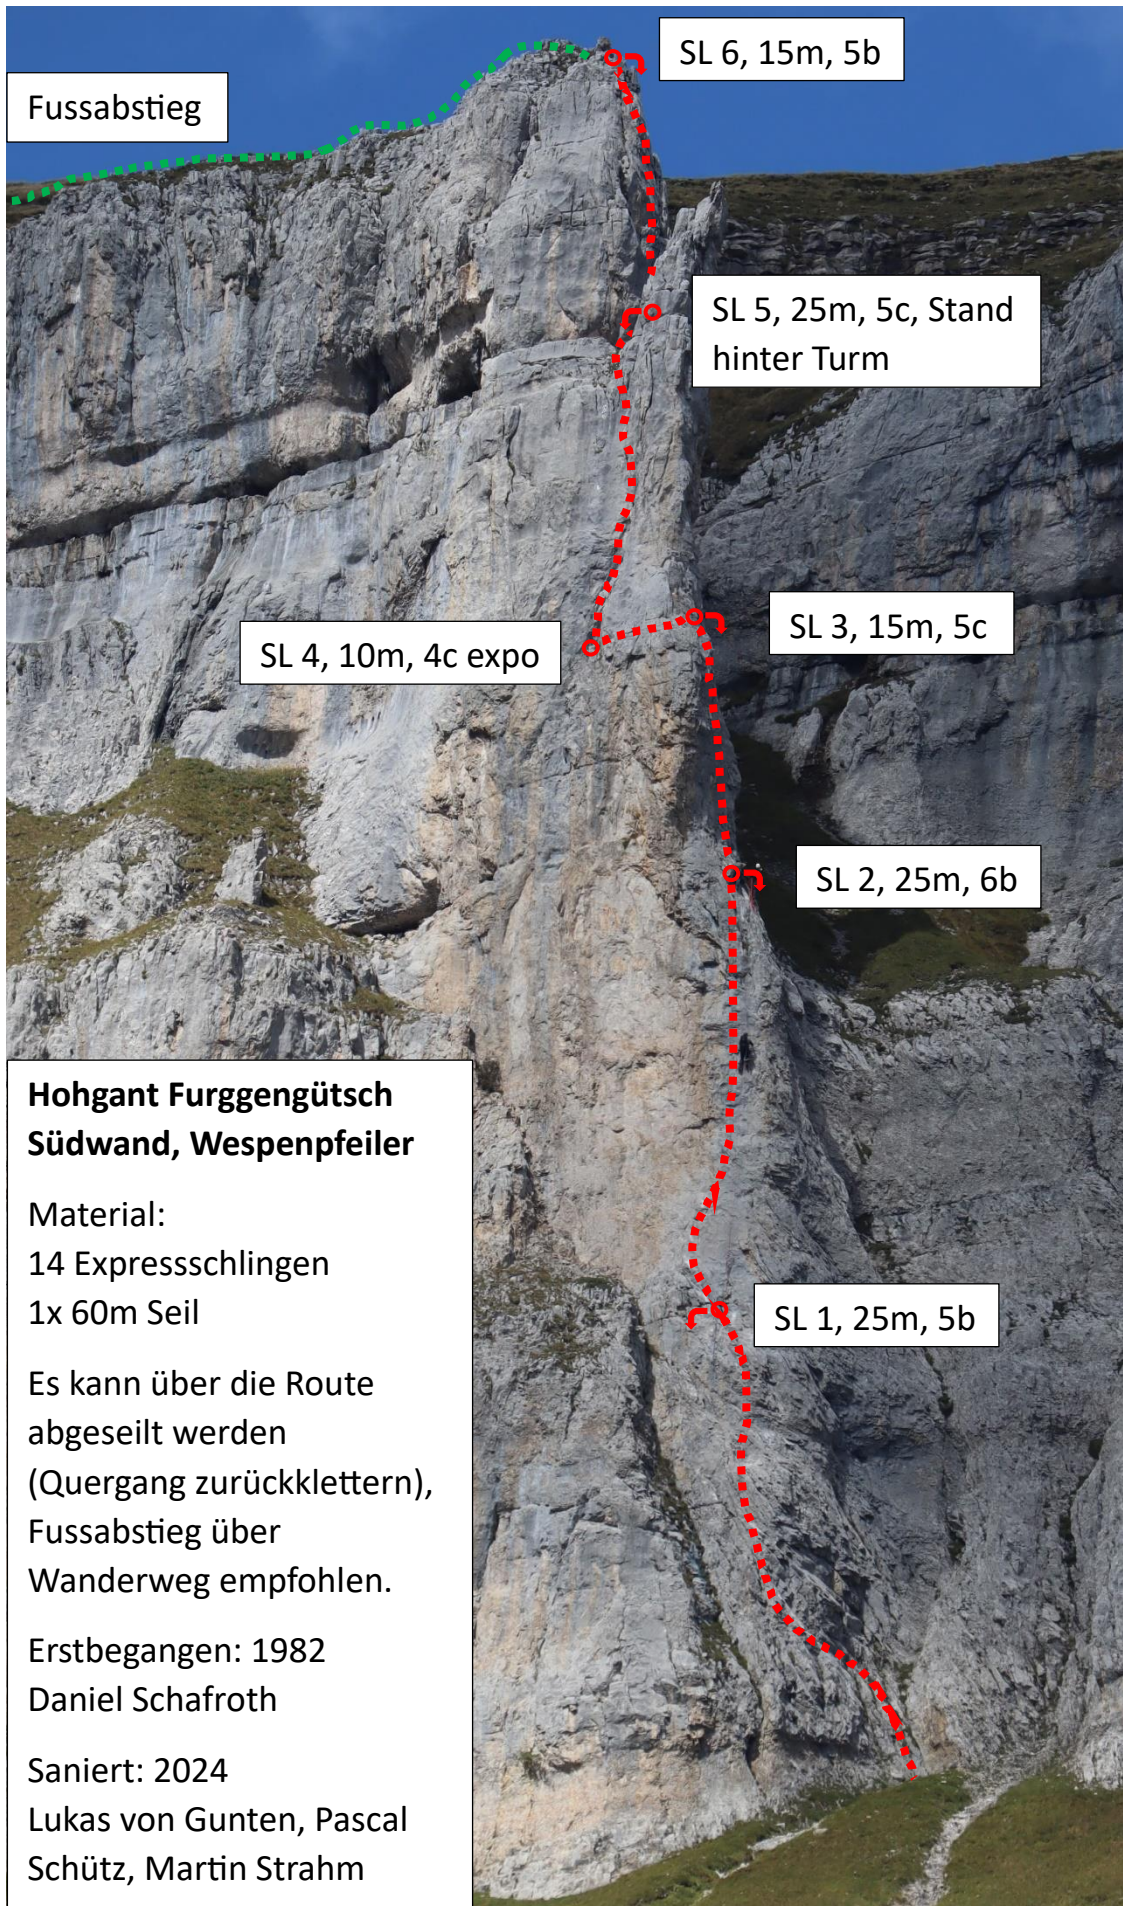 SL 6, 15m, 5b
Fussabstieg
SL 5, 25m, 5c, Stand
hinter Turm
SL 3, 15m, 5c
SL 4, 10m, 4c expo
SL 2, 25m, 6b
Hohgant Furggengütsch
Südwand, Wespenpfeiler
Material:
14 Expressschlingen
1x 60m Seil
Es kann über die Route
abgeseilt werden
(Quergang zurückklettern),
Fussabstieg über
Wanderweg empfohlen.
Erstbegangen: 1982
Daniel Schafroth
Saniert: 2024
Lukas von Gunten, Pascal
Schütz, Martin Strahm
SL 1, 25m, 5b